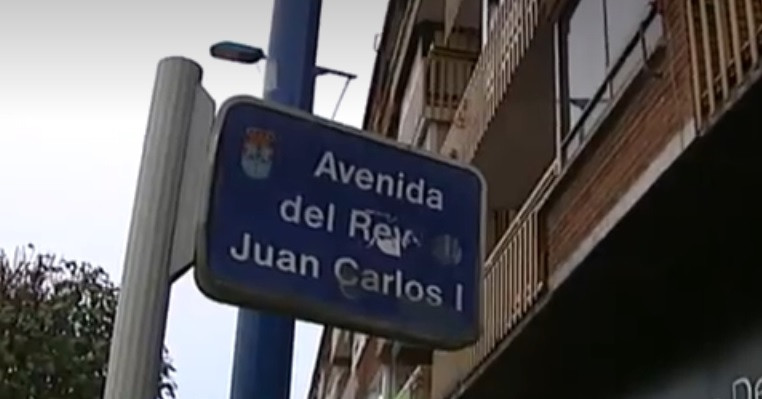 Avenida
del Rey
Juan Carlos I